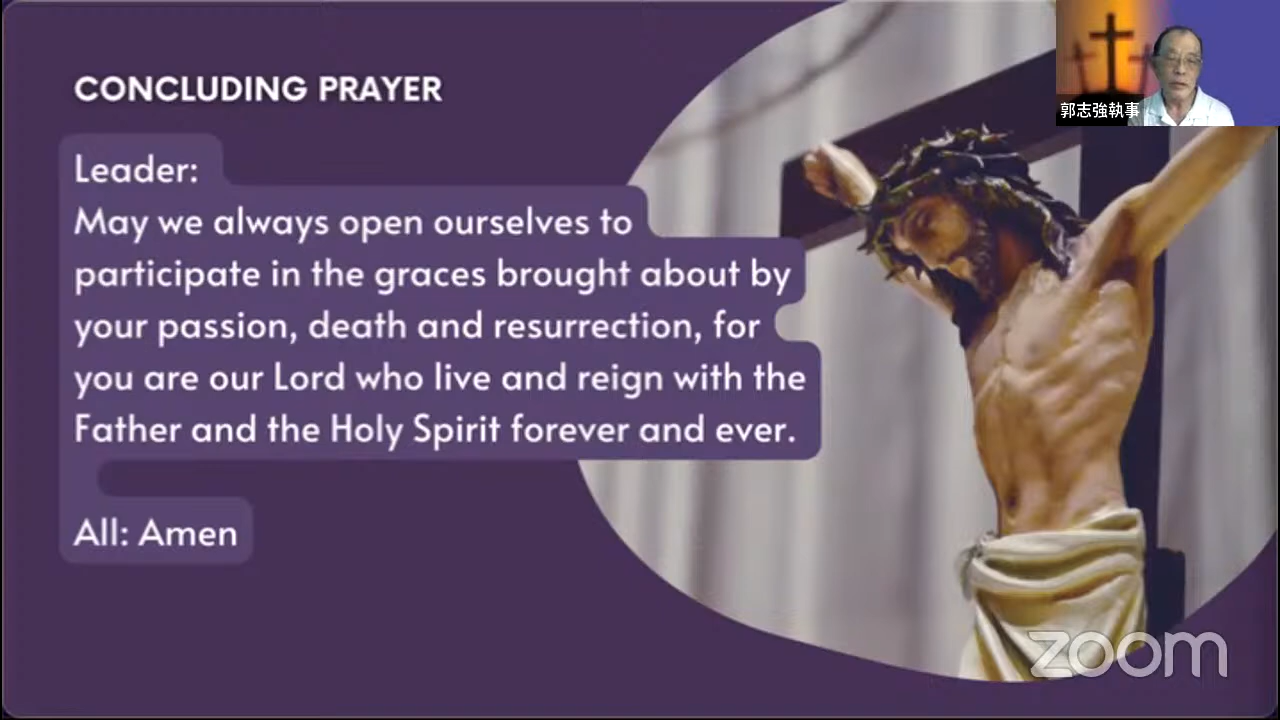 CONCLUDING PRAYER
郭志強執事
Leader:
May we always open ourselves to
participate in the graces brought about by
your passion, death and resurrection, for
you are our Lord who live and reign with the
Father and the Holy Spirit forever and ever.
All: Amen
zoom